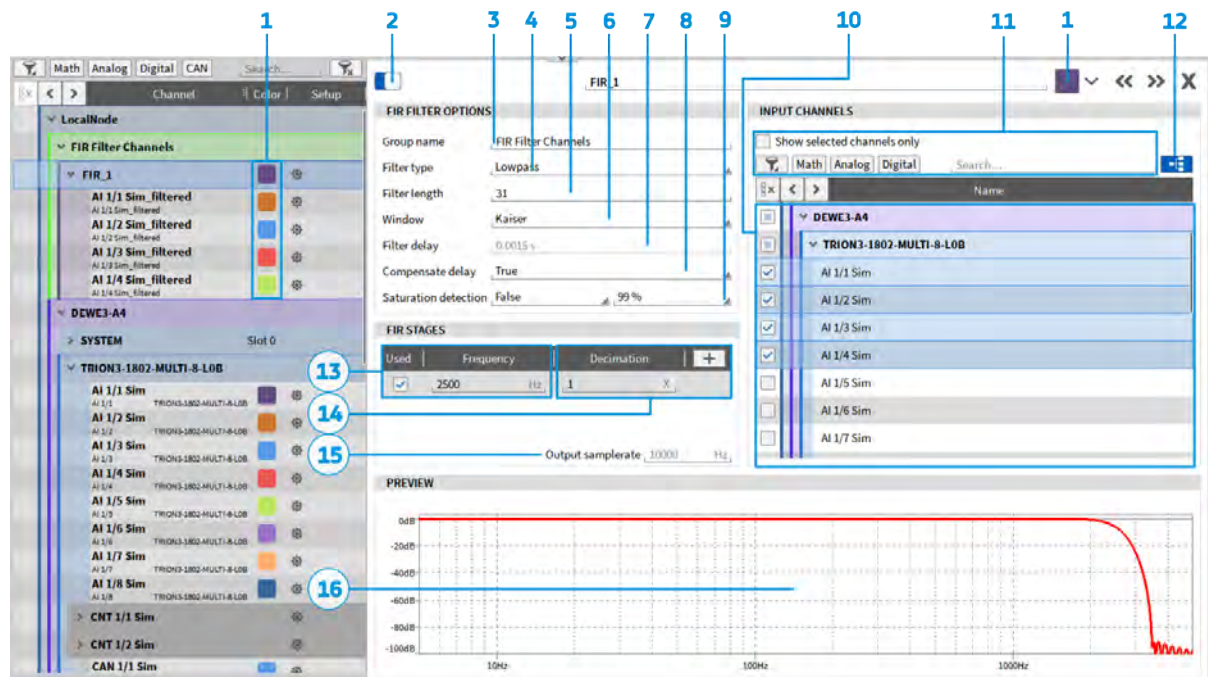 1 2 3 4 5 6 7 8 9 10 11 1 12
Math Analog Digital CAN Search...
Channel Color Setup
LocalNode
FIR Filter Channels
FIR_1
AI 1/1 Sim_filtered
AI 1/1 Sim_filtered
AI 1/2 Sim_filtered
AI 1/2 Sim_filtered
AI 1/3 Sim_filtered
AI 1/3 Sim_filtered
AI 1/4 Sim_filtered
AI 1/4 Sim_filtered
DEWE3-A4
SYSTEM Slot 0
TRION3-1802-MULTI-8-L0B
AI 1/1 Sim
AI 1/1 TRION3-1802-MULTI-8-L0B
AI 1/2 Sim
AI 1/2 TRION3-1802-MULTI-8-L0B
AI 1/3 Sim
AI 1/3 TRION3-1802-MULTI-8-L0B
AI 1/4 Sim
AI 1/4 TRION3-1802-MULTI-8-L0B
AI 1/5 Sim
AI 1/5 TRION3-1802-MULTI-8-L0B
AI 1/6 Sim
AI 1/6 TRION3-1802-MULTI-8-L0B
AI 1/7 Sim
AI 1/7 TRION3-1802-MULTI-8-L0B
AI 1/8 Sim
AI 1/8 TRION3-1802-MULTI-8-L0B
CNT 1/1 Sim
CNT 1/2 Sim
CAN 1/1 Sim
FIR_1
FIR FILTER OPTIONS
Group name FIR Filter Channels
Filter type Lowpass
Filter length 31
Window Kaiser
Filter delay 0.0015 s
Compensate delay True
Saturation detection False 99 %
FIR STAGES
Used Frequency Decimation +
2500 Hz 1 X
13
14
15
Output samplerate 10000 Hz
INPUT CHANNELS
Show selected channels only
Math Analog Digital Search...
Name
DEWE3-A4
TRION3-1802-MULTI-8-L0B
AI 1/1 Sim
AI 1/2 Sim
AI 1/3 Sim
AI 1/4 Sim
AI 1/5 Sim
AI 1/6 Sim
AI 1/7 Sim
PREVIEW
0dB
-20dB
-40dB
16
-60dB
-80dB
-100dB
10Hz 100Hz 1000Hz